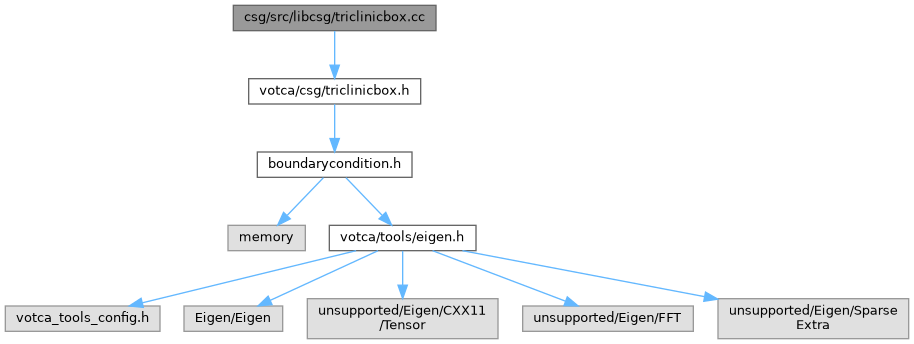 csg/src/libcsg/triclinicbox.cc
votca/csg/triclinicbox.h
boundarycondition.h
memory
votca/tools/eigen.h
votca_tools_config.h
Eigen/Eigen
unsupported/Eigen/CXX11
/Tensor
unsupported/Eigen/FFT
unsupported/Eigen/Sparse
Extra